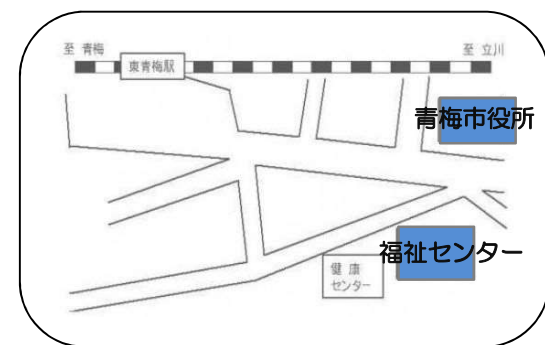 至 青梅
至 立川
東青梅駅
青梅市役所
福祉センター
健 康
センター